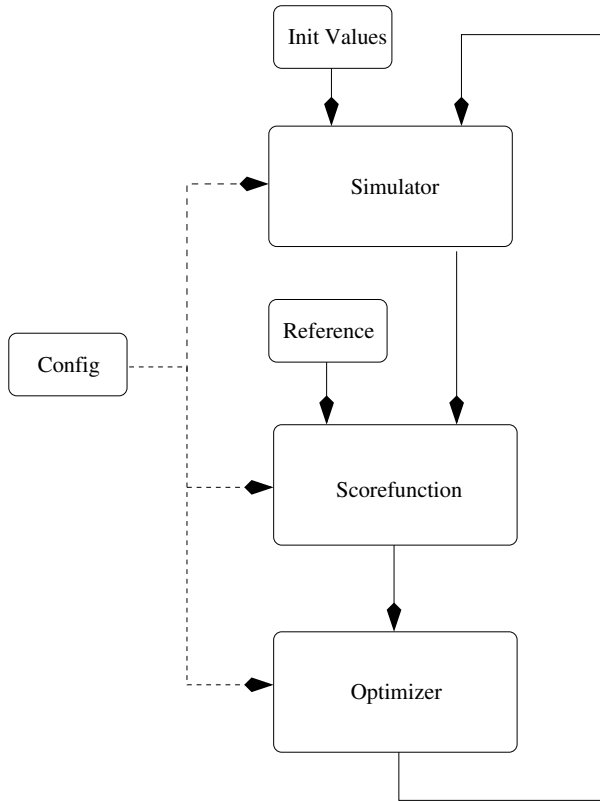 Init Values
Simulator
Reference
Config
Scorefunction
Optimizer